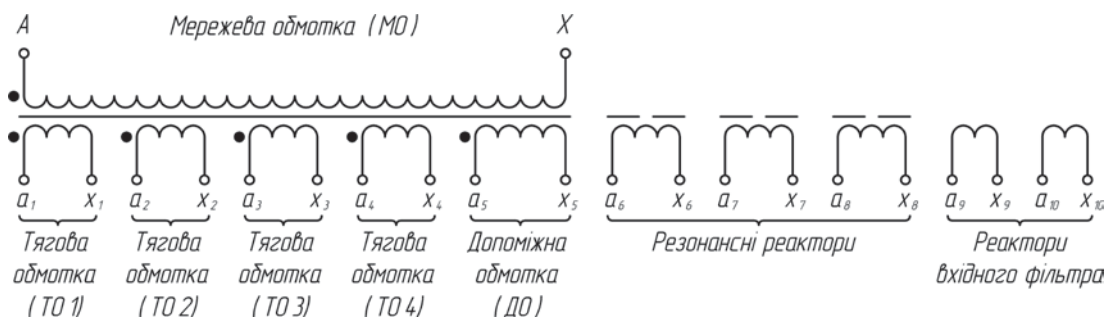 А Мережева обмотка (МО) Х
a₁ x₁ a₂ x₂ a₃ x₃ a₄ x₄ a₅ x₅ a₆ x₆ a₇ x₇ a₈ x₈ a₉ x₉ a₁₀ x₁₀
Тягова Тягова Тягова Тягова Допоміжна Резонансні реактори Реактори
обмотка обмотка обмотка обмотка обмотка вхідного фільтра
(ТО 1) (ТО 2) (ТО 3) (ТО 4) (ДО)